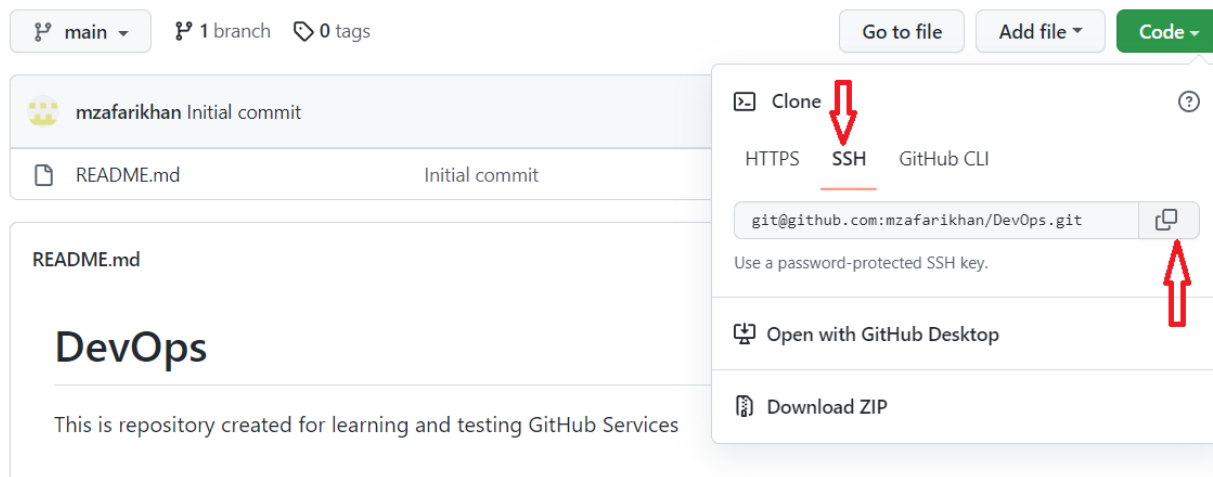 main 1 branch 0 tags Go to file Add file Code
mzafarikhan Initial commit
README.md Initial commit
README.md
DevOps
This is repository created for learning and testing GitHub Services
Clone
HTTPS SSH GitHub CLI
git@github.com:mzafarikhan/DevOps.git
Use a password-protected SSH key.
Open with GitHub Desktop
Download ZIP